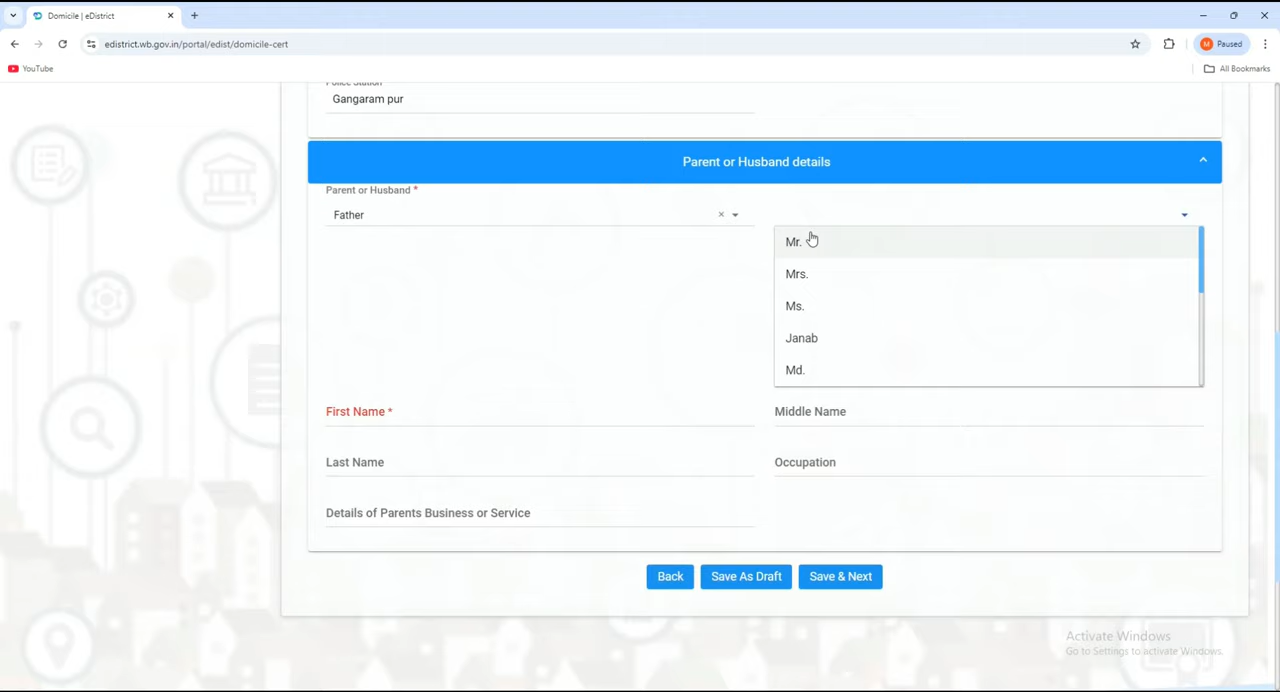 Domicile | eDistrict
edistrict.wb.gov.in/portal/edist/domicile-cert
M Paused
YouTube
All Bookmarks
Police Station
Gangaram pur
Parent or Husband details
Parent or Husband *
Father
Mr.
Mrs.
Ms.
Janab
Md.
First Name *
Middle Name
Last Name
Occupation
Details of Parents Business or Service
Back
Save As Draft
Save & Next
Activate Windows
Go to Settings to activate Windows.